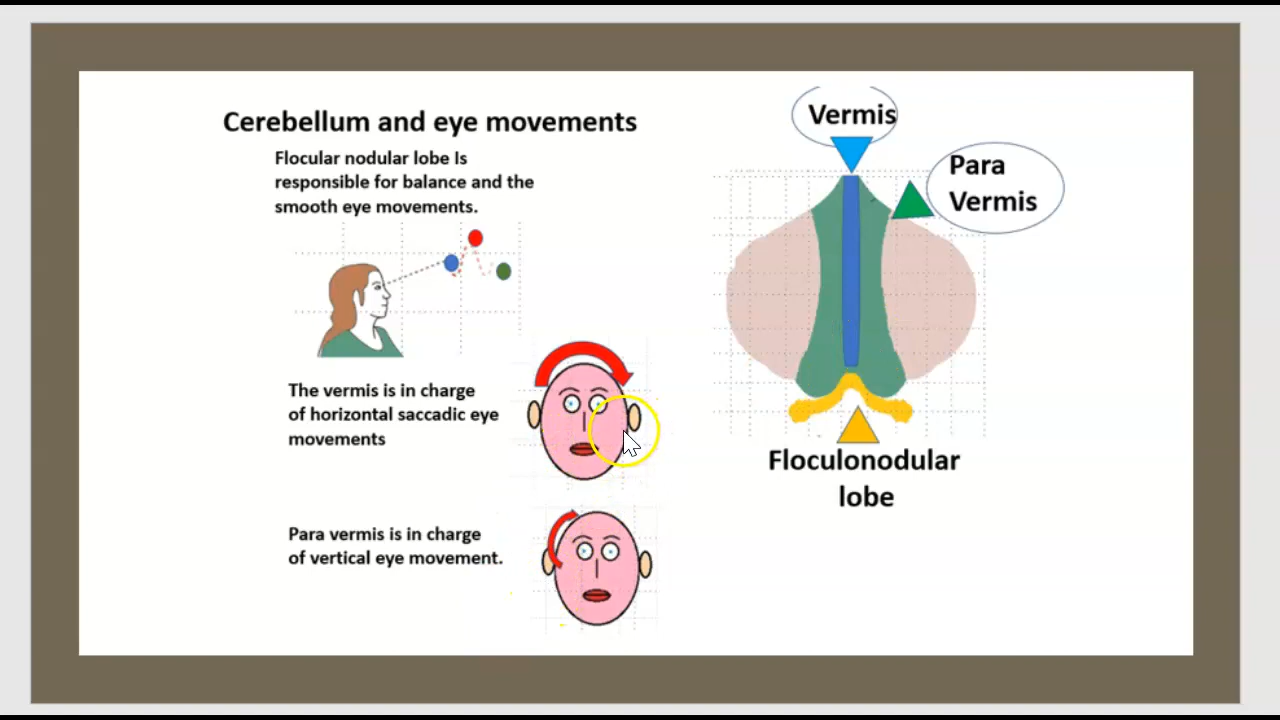 Cerebellum and eye movements
Flocular nodular lobe Is
responsible for balance and the
smooth eye movements.
The vermis is in charge
of horizontal saccadic eye
movements
Para vermis is in charge
of vertical eye movement.
Vermis
Para
Vermis
Floculonodular
lobe